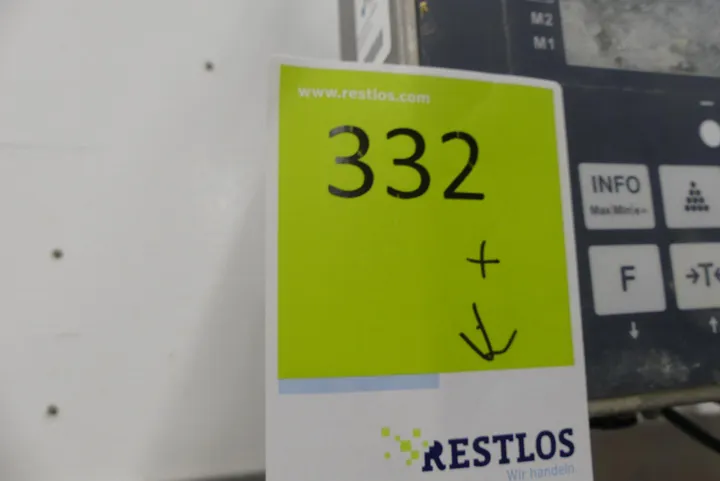 M2
M1
www.restlos.com
332
+
↓
INFO
Max|Min|e=
F
→T←
↓
↑
RESTLOS
Wir handeln